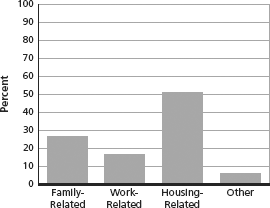 100
90
80
70
60
50
40
30
20
10
0
Percent
Family-
Related
Work-
Related
Housing-
Related
Other